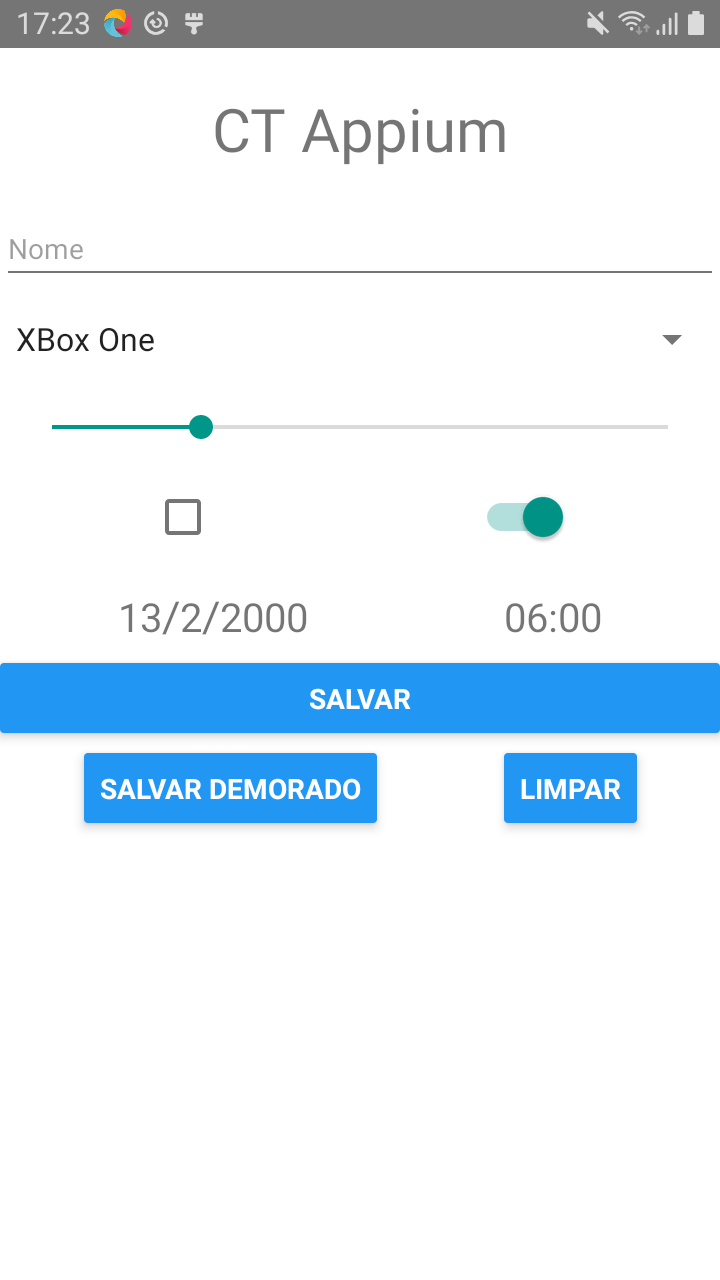 17:23
CT Appium
Nome
XBox One
13/2/2000 06:00
SALVAR
SALVAR DEMORADO LIMPAR